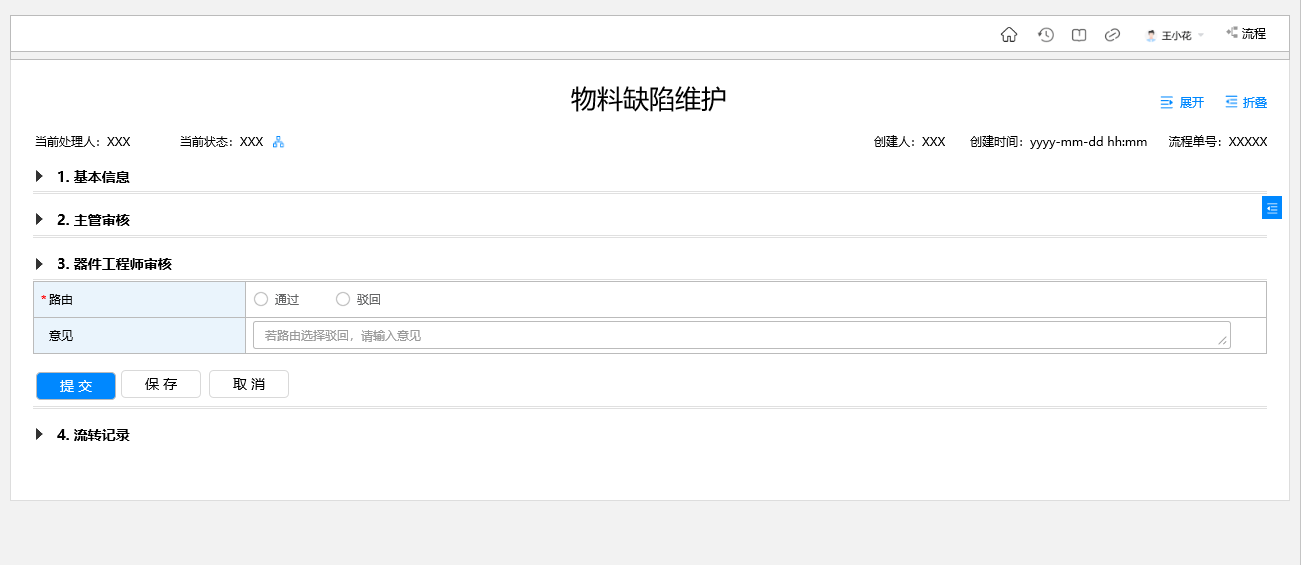 王小花 流程
物料缺陷维护
展开 折叠
当前处理人：XXX 当前状态：XXX 创建人：XXX 创建时间：yyyy-mm-dd hh:mm 流程单号：XXXXX
1. 基本信息
2. 主管审核
3. 器件工程师审核
*路由 通过 驳回
意见 若路由选择驳回，请输入意见
提 交 保 存 取 消
4. 流转记录